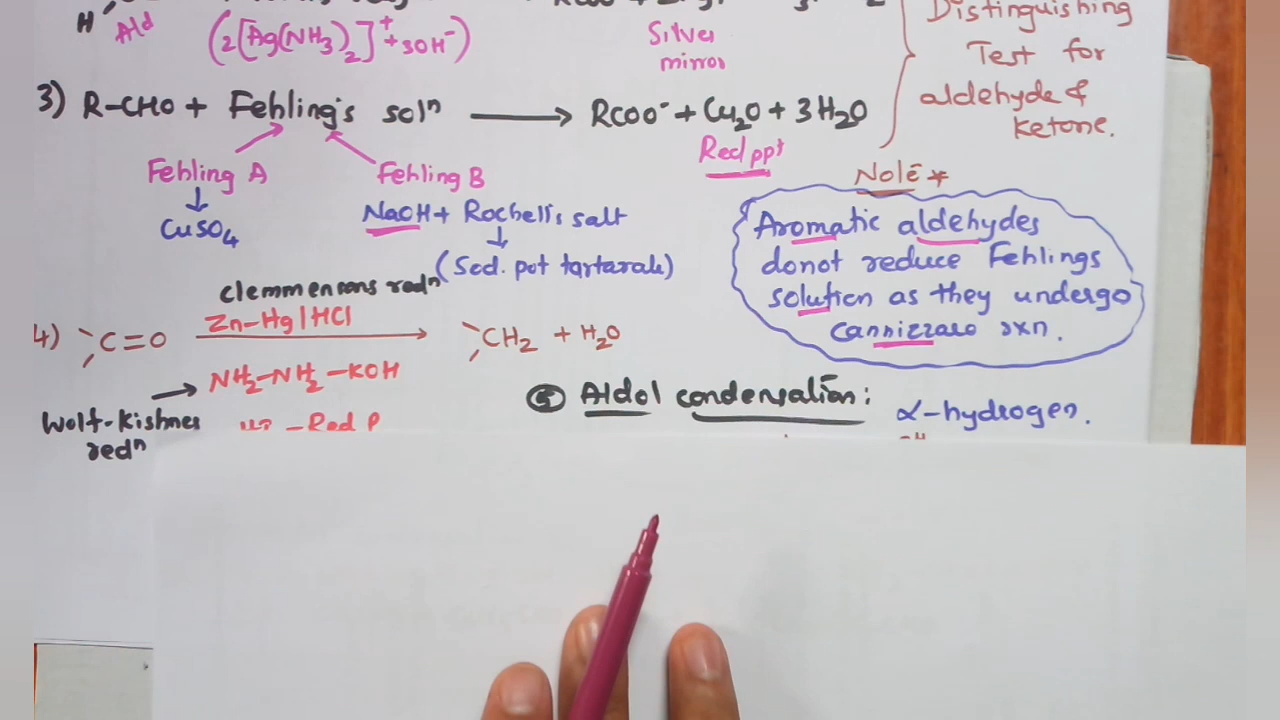 H Ald (2[Ag(NH3)2]⁺ + 3OH⁻) Silver mirror
Distinguishing
Test for
aldehyde &
ketone.
3) R-CHO + Fehling's solⁿ ⟶ RCOO⁻ + Cu2O + 3H2O
Red ppt
Fehling A
↓
CuSO4
Fehling B
NaOH + Rochell's salt
↓
(Sod. pot tartarate)
Note *
Aromatic aldehydes
donot reduce Fehlings
solution as they undergo
Cannizzaro rxn.
clemmensons redⁿ
4) C=O Zn-Hg/HCl ⟶ CH2 + H2O
→ NH2-NH2-KOH
Wolf-Kishner
redⁿ
-Red P
⑤ Aldol condensation:
α-hydrogen.